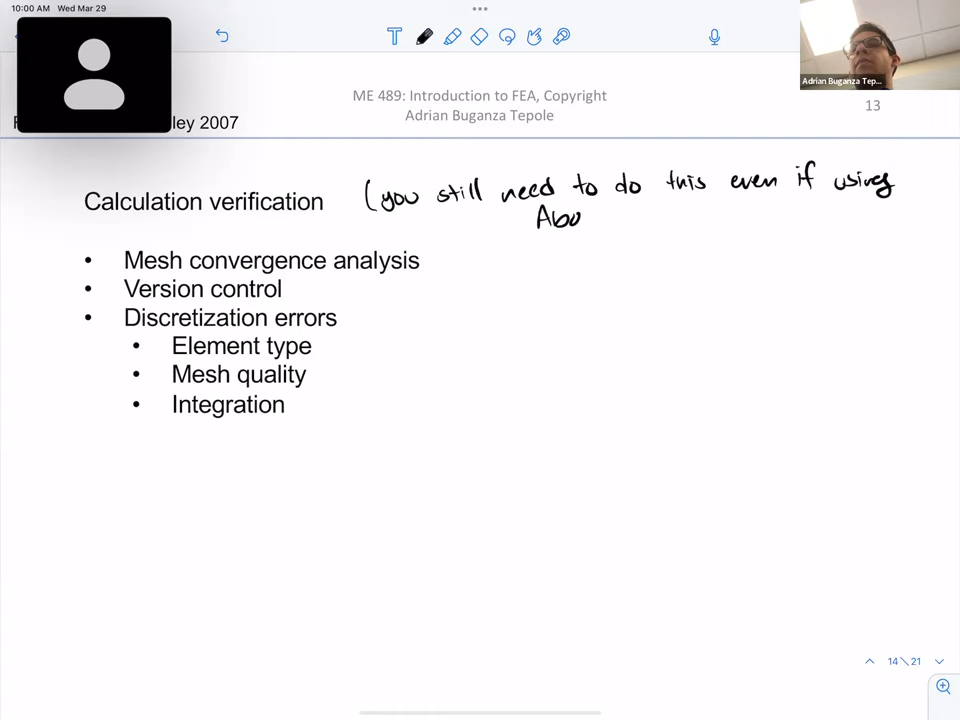 10:00 AM Wed Mar 29
Adrian Buganza Tep...
ME 489: Introduction to FEA, Copyright
Adrian Buganza Tepole
13
ley 2007
Calculation verification
(you still need to do this even if using
Abo
• Mesh convergence analysis
• Version control
• Discretization errors
• Element type
• Mesh quality
• Integration
14\21